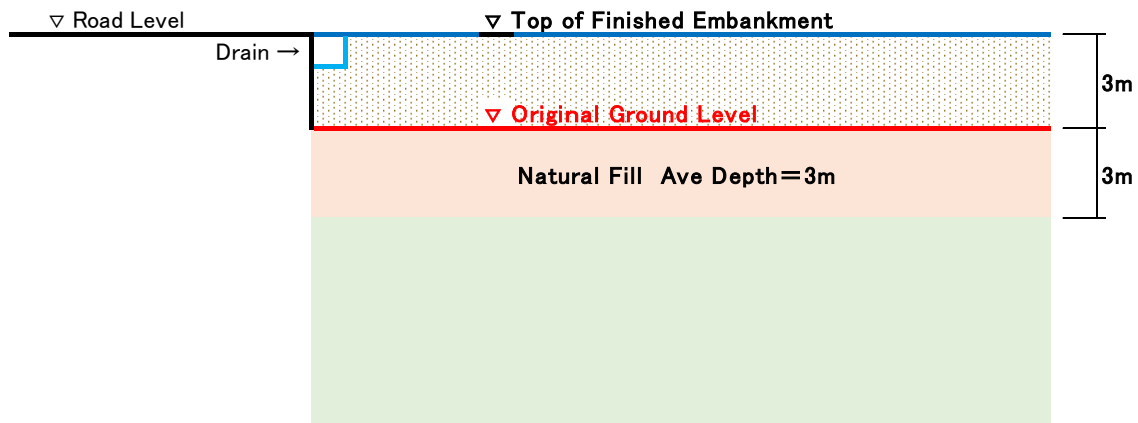 ▽ Road Level
▽ Top of Finished Embankment
Drain →
3m
▽ Original Ground Level
Natural Fill Ave Depth＝3m
3m